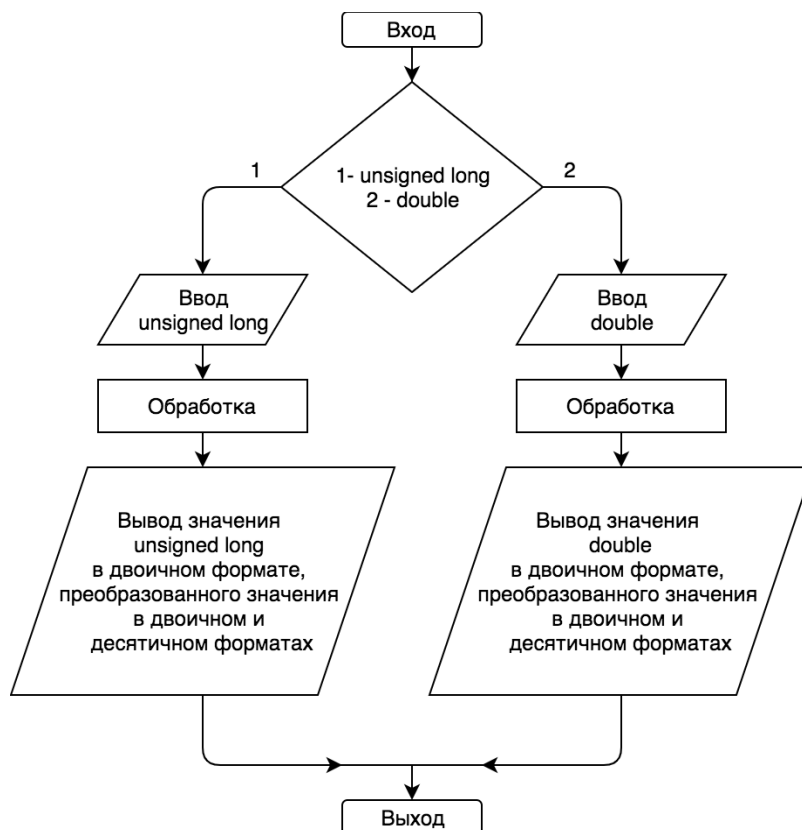 Вход
1- unsigned long
2 - double
1
2
Ввод
unsigned long
Ввод
double
Обработка
Обработка
Вывод значения
unsigned long
в двоичном формате,
преобразованного значения
в двоичном и
десятичном форматах
Вывод значения
double
в двоичном формате,
преобразованного значения
в двоичном и
десятичном форматах
Выход